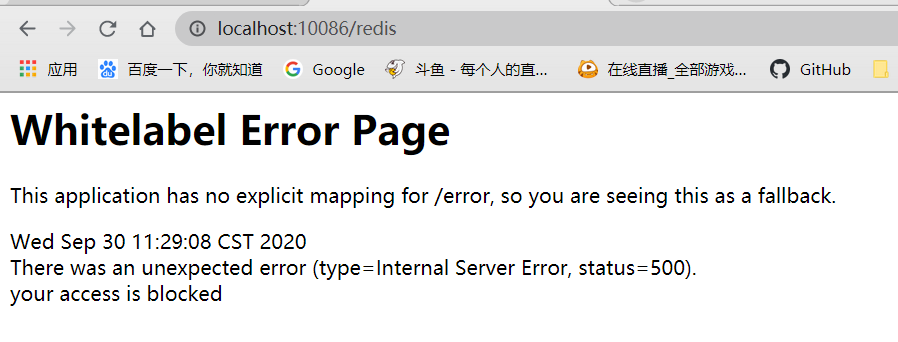 localhost:10086/redis
应用 百度一下，你就知道 Google 斗鱼 - 每个人的直... 在线直播_全部游戏... GitHub
Whitelabel Error Page
This application has no explicit mapping for /error, so you are seeing this as a fallback.
Wed Sep 30 11:29:08 CST 2020
There was an unexpected error (type=Internal Server Error, status=500).
your access is blocked